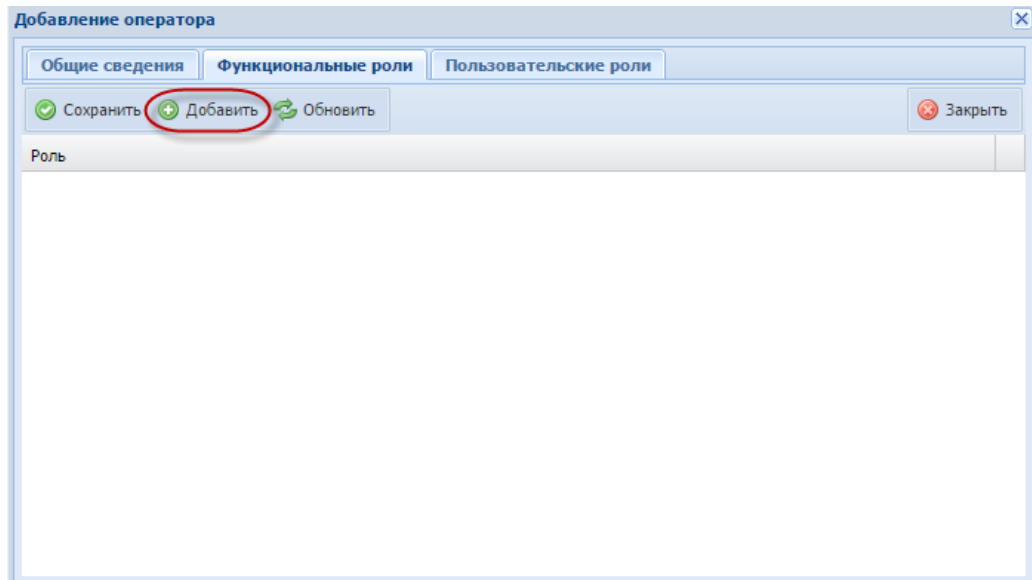 Добавление оператора
Общие сведения Функциональные роли Пользовательские роли
Сохранить Добавить Обновить Закрыть
Роль